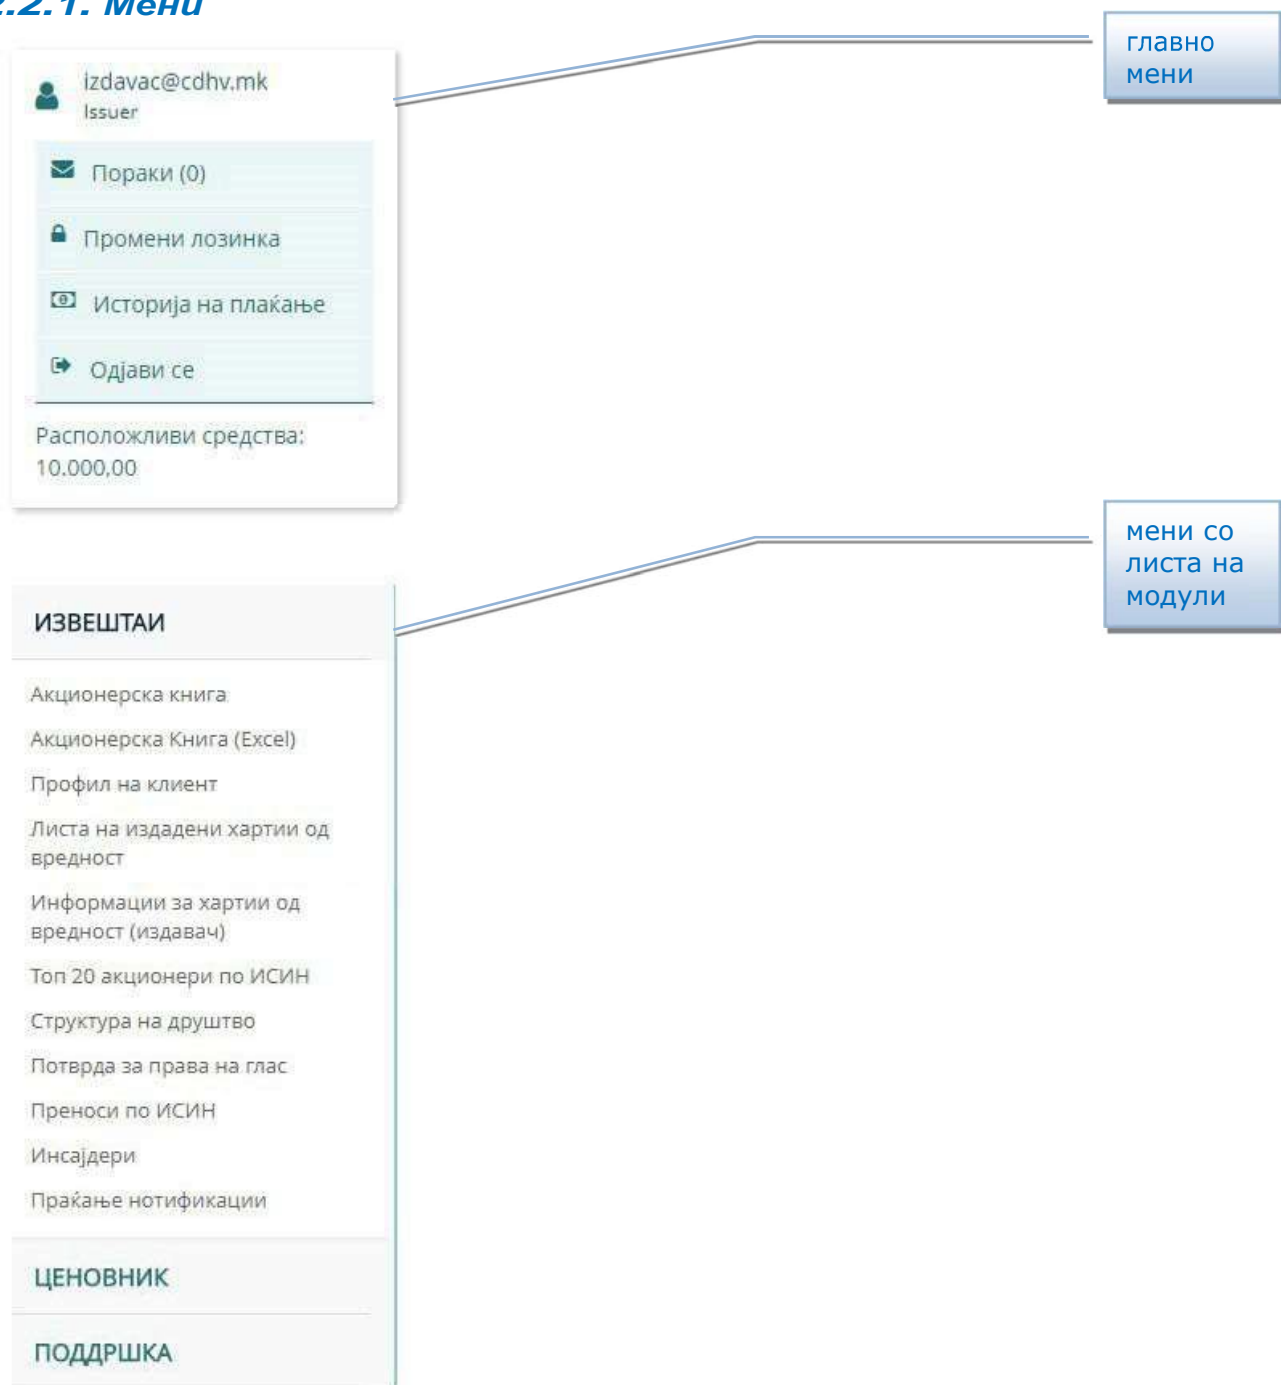 2.2.1. Мени
главно
мени
izdavac@cdhv.mk
Issuer
Пораки (0)
Промени лозинка
Историја на плаќање
Одјави се
Расположливи средства:
10.000,00
мени со
листа на
модули
ИЗВЕШТАИ
Акционерска книга
Акционерска Книга (Excel)
Профил на клиент
Листа на издадени хартии од
вредност
Информации за хартии од
вредност (издавач)
Топ 20 акционери по ИСИН
Структура на друштво
Потврда за права на глас
Преноси по ИСИН
Инсајдери
Праќање нотификации
ЦЕНОВНИК
ПОДДРШКА